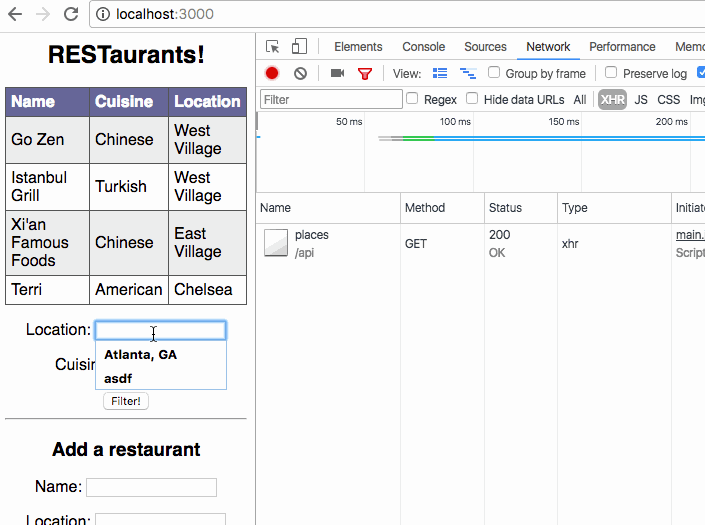 localhost:3000
RESTaurants!
Name Cuisine Location
Go Zen Chinese West
Village
Istanbul
Grill Turkish West
Village
Xi'an
Famous
Foods Chinese East
Village
Terri American Chelsea
Location:
Atlanta, GA
asdf
Cuisin
Filter!
Add a restaurant
Name:
Location:
Elements Console Sources Network Performance Memo
View: Group by frame Preserve log
Filter Regex Hide data URLs All XHR JS CSS Img
50 ms 100 ms 150 ms 200 ms
Name Method Status Type Initiato
places
/api GET 200
OK xhr main.
Script